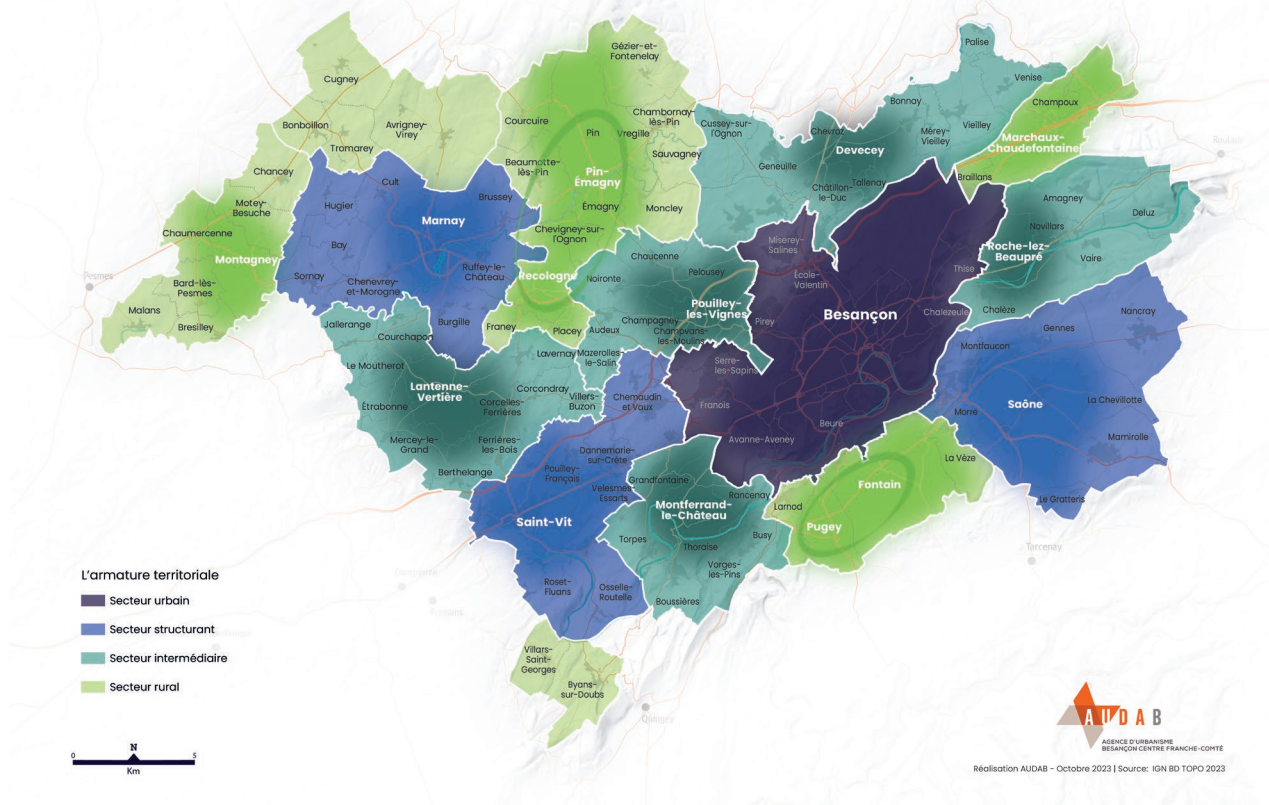 Palise
Gézier-et-
Fontenelay
Cugney
Venise
Bonnay
Champoux
Chambornay-
lès-Pin
Courcuire
Cussey-sur-
l'Ognon
Bonboillon
Avrigney-
Virey
Pin
Vregille
Chevroz
Mérey-
Vieilley
Vieilley
Marchaux-
Chaudefontaine
Tromarey
Sauvagney
Devecey
Beaumotte-
lès-Pin
Geneuille
Chancey
Pin-
Émagny
Braillans
Cult
Châtillon-
le-Duc
Tallenay
Motey-
Besuche
Hugier
Brussey
Émagny
Moncley
Amagney
Marnay
Deluz
Chaumercenne
Chevigney-sur-
l'Ognon
Novillars
Bay
Miserey-
Salines
Roche-lez-
Beaupré
Montagney
Chaucenne
Vaire
Pesmes
Sornay
Chenevrey-
et-Morogne
Ruffey-le-
Château
Recologne
Noironte
Pelousey
École-
Valentin
Thise
Bard-lès-
Pesmes
Malans
Bresilley
Pouilley-
les-Vignes
Besançon
Chalezeule
Chalèze
Nancray
Jallerange
Burgille
Franey
Placey
Audeux
Champagney
Champvans-
les-Moulins
Pirey
Gennes
Courchapon
Montfaucon
Le Moutherot
Lavernay
Mazerolles-
le-Salin
Serre-
les-Sapins
Lantenne-
Vertière
Corcondray
Étrabonne
Corcelles-
Ferrières
Villers-
Buzon
Chemaudin
et Vaux
Franois
Morre
Saône
La Chevillotte
Mercey-le-
Grand
Ferrières-
les-Bois
Avanne-Aveney
Beure
Mamirolle
Dannemarie-
sur-Crète
Berthelange
Pouilley-
Français
Grandfontaine
La Vèze
Velesmes-
Essarts
Rancenay
Fontain
Le Gratteris
Montferrand-
le-Château
Larnod
Saint-Vit
Pugey
Torpes
Thoraise
Busy
Tarcenay
Vorges-
les-Pins
L'armature territoriale
Secteur urbain
Secteur structurant
Secteur intermédiaire
Secteur rural
Roset-
Fluans
Osselle-
Routelle
Boussières
Villars-
Saint-
Georges
Byans-
sur-Doubs
Quingey
0
N
5
Km
AUDAB
AGENCE D'URBANISME
BESANÇON CENTRE FRANCHE-COMTÉ
Réalisation AUDAB - Octobre 2023 | Source: IGN BD TOPO 2023